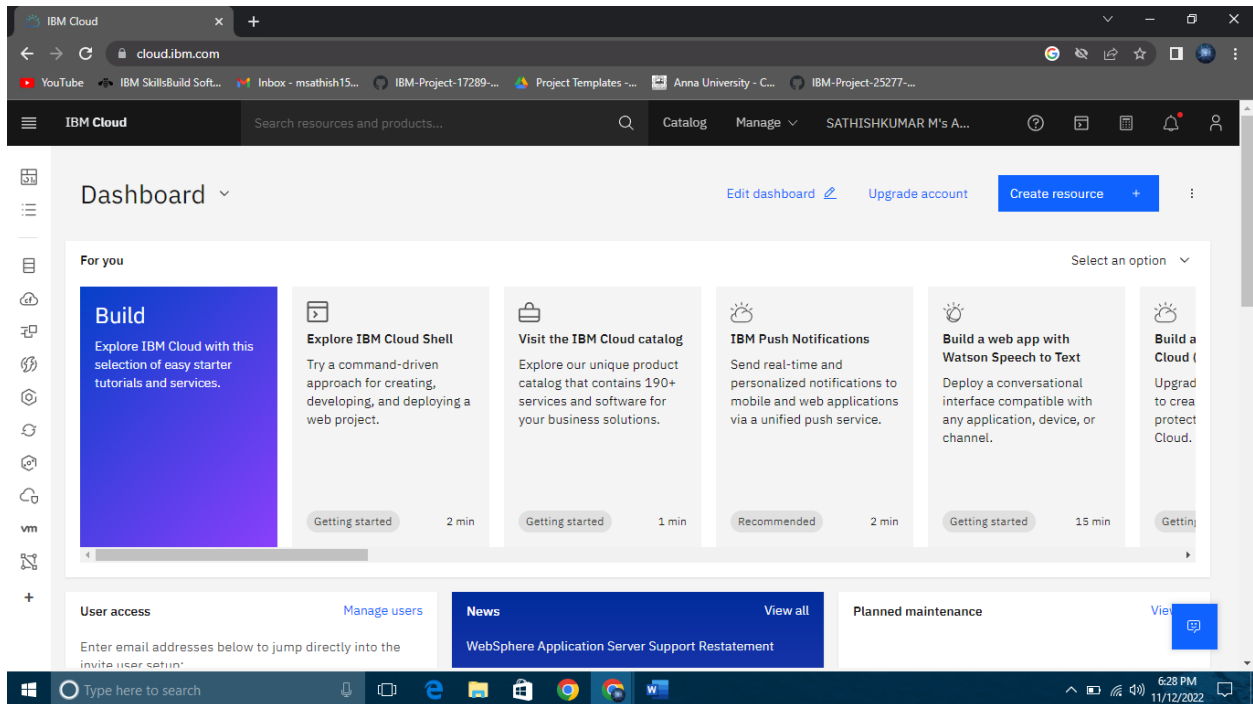 IBM Cloud
cloud.ibm.com
YouTube IBM SkillsBuild Soft... Inbox - msathish15... IBM-Project-17289-... Project Templates -... Anna University - C... IBM-Project-25277-...
IBM Cloud Search resources and products... Catalog Manage SATHISHKUMAR M's A...
Dashboard Edit dashboard Upgrade account Create resource +
For you Select an option
Build
Explore IBM Cloud with this
selection of easy starter
tutorials and services.
Explore IBM Cloud Shell
Try a command-driven
approach for creating,
developing, and deploying a
web project.
Getting started 2 min
Visit the IBM Cloud catalog
Explore our unique product
catalog that contains 190+
services and software for
your business solutions.
Getting started 1 min
IBM Push Notifications
Send real-time and
personalized notifications to
mobile and web applications
via a unified push service.
Recommended 2 min
Build a web app with
Watson Speech to Text
Deploy a conversational
interface compatible with
any application, device, or
channel.
Getting started 15 min
Build a
Cloud (
Upgrad
to crea
protect
Cloud.
Getting
vm
User access Manage users
Enter email addresses below to jump directly into the
invite user setup:
News View all
WebSphere Application Server Support Restatement
Planned maintenance View
Type here to search
6:28 PM
11/12/2022